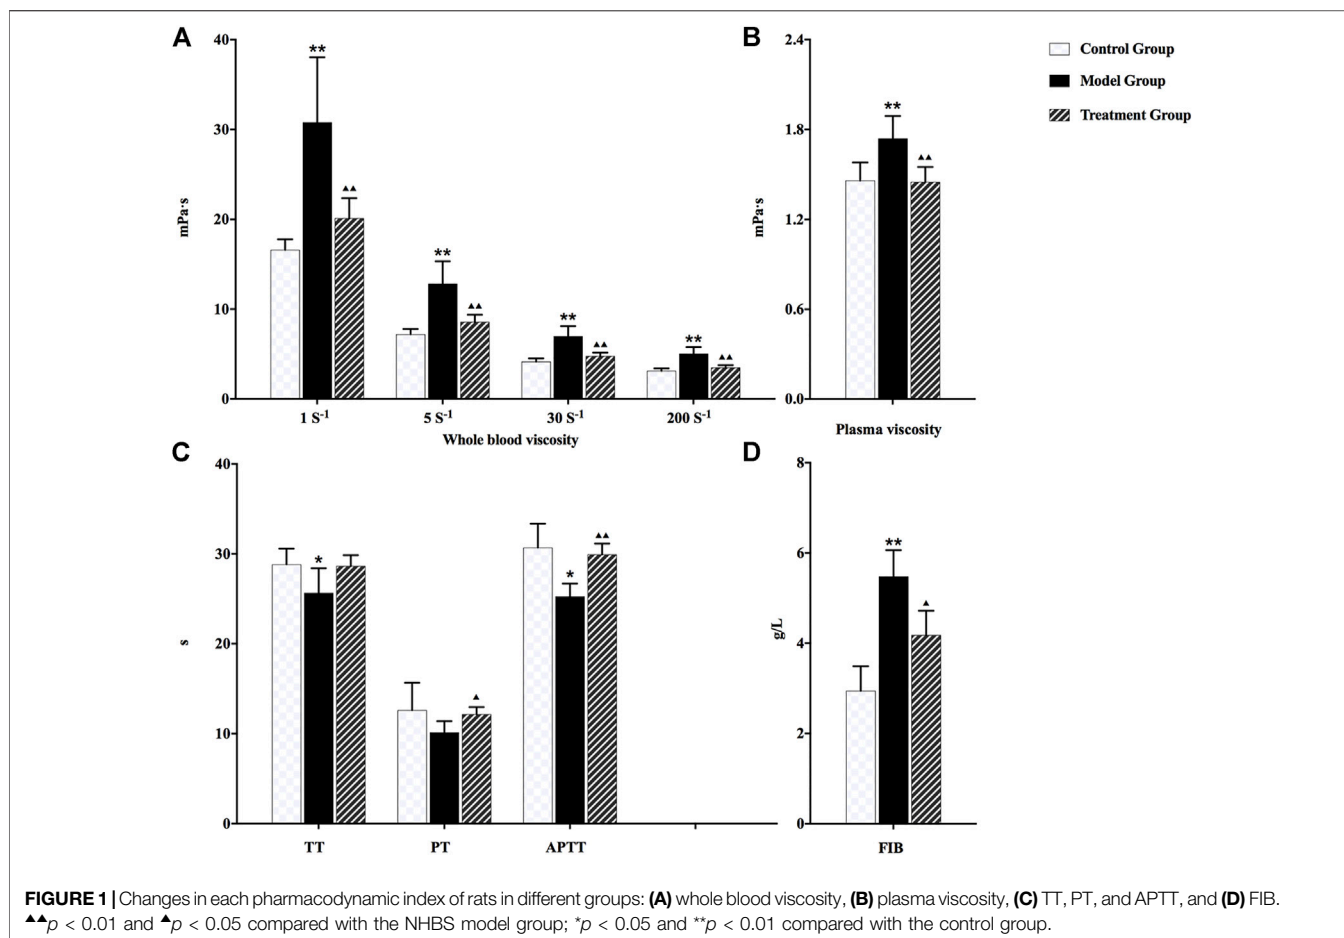 A
40
30
20
10
0
mPa·s
**
▲▲
**
▲▲
**
▲▲
**
▲▲
1 S-1
5 S-1
30 S-1
200 S-1
Whole blood viscosity
B
2.4
1.8
1.2
0.6
0.0
mPa·s
**
▲▲
Plasma viscosity
Control Group
Model Group
Treatment Group
C
40
30
20
10
0
s
*
▲
*
▲▲
TT
PT
APTT
D
8
6
4
2
0
g/L
**
▲
FIB
FIGURE 1 | Changes in each pharmacodynamic index of rats in different groups: (A) whole blood viscosity, (B) plasma viscosity, (C) TT, PT, and APTT, and (D) FIB.
▲▲p < 0.01 and ▲p < 0.05 compared with the NHBS model group; *p < 0.05 and **p < 0.01 compared with the control group.